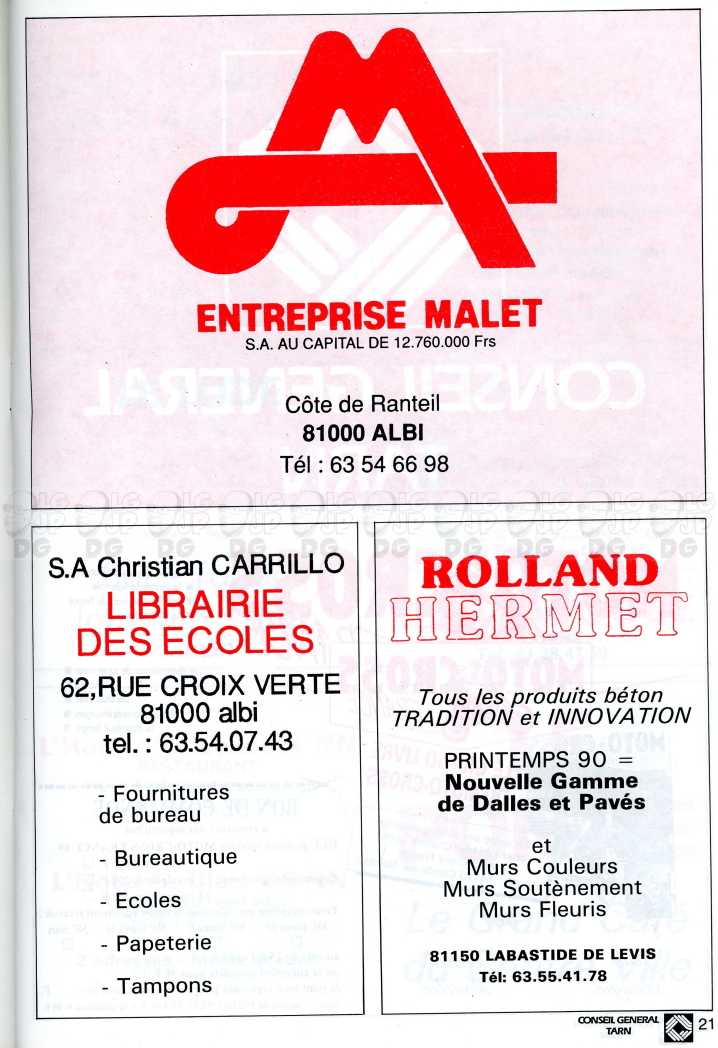 ENTREPRISE MALET
S.A. AU CAPITAL DE 12.760.000 Frs
Côte de Ranteil
81000 ALBI
Tél : 63 54 66 98
S.A Christian CARRILLO
LIBRAIRIE
DES ECOLES
62,RUE CROIX VERTE
81000 albi
tel. : 63.54.07.43
- Fournitures
de bureau
- Bureautique
- Ecoles
- Papeterie
- Tampons
ROLLAND
HERMET
Tous les produits béton
TRADITION et INNOVATION
PRINTEMPS 90 =
Nouvelle Gamme
de Dalles et Pavés
et
Murs Couleurs
Murs Soutènement
Murs Fleuris
81150 LABASTIDE DE LEVIS
Tél: 63.55.41.78
CONSEIL GENERAL
TARN
21